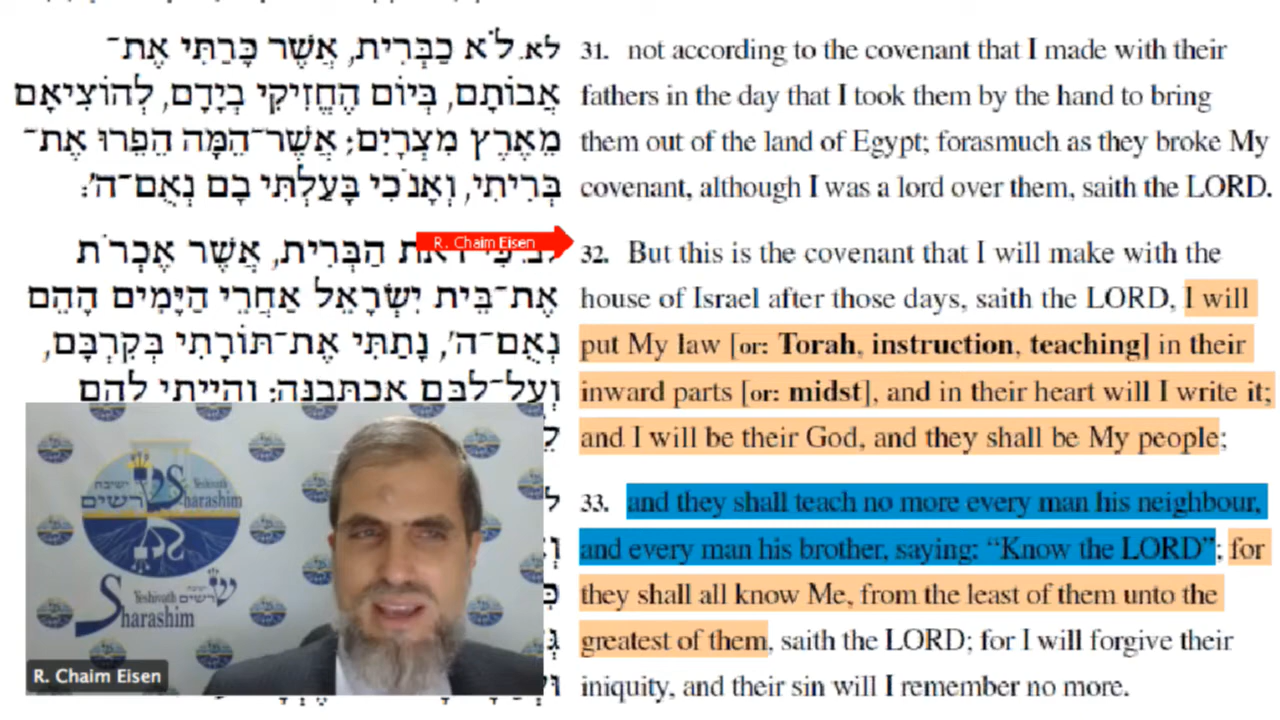 לא. לֹא כַבְּרִית, אֲשֶׁר כָּרַתִּי אֶת־
אֲבוֹתָם, בְּיוֹם הֶחֱזִיקִי בְיָדָם, לְהוֹצִיאָם
מֵאֶרֶץ מִצְרָיִם; אֲשֶׁר־הֵמָּה הֵפֵרוּ אֶת־
בְּרִיתִי, וְאָנֹכִי בָּעַלְתִּי בָם נְאֻם־ה':
הַבְּרִית, אֲשֶׁר אֶכְרֹת
אֶת־בֵּית יִשְׂרָאֵל אַחֲרֵי הַיָּמִים הָהֵם
נְאֻם־ה', נָתַתִּי אֶת־תּוֹרָתִי בְּקִרְבָּם,
וְעַל־לִבָּם אכתבנה; והייתי להם
31. not according to the covenant that I made with their
fathers in the day that I took them by the hand to bring
them out of the land of Egypt; forasmuch as they broke My
covenant, although I was a lord over them, saith the LORD.
R. Chaim Eisen
32. But this is the covenant that I will make with the
house of Israel after those days, saith the LORD, I will
put My law [or: Torah, instruction, teaching] in their
inward parts [or: midst], and in their heart will I write it;
and I will be their God, and they shall be My people;
33. and they shall teach no more every man his neighbour,
and every man his brother, saying: “Know the LORD”; for
they shall all know Me, from the least of them unto the
greatest of them, saith the LORD; for I will forgive their
iniquity, and their sin will I remember no more.
ישיבת
שרשים
Yeshivath
Sharashim
Yeshivath
ישיבת
שרשים
Sharashim
R. Chaim Eisen